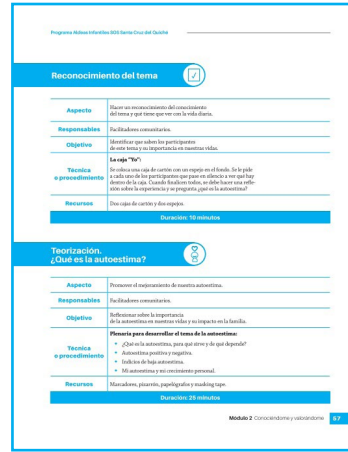 Programa Aldeas Infantiles SOS Santa Cruz del Quiché
Reconocimiento del tema
Aspecto
Hacer un reconocimiento del conocimiento
del tema y qué tiene que ver con la vida diaria.
Responsables
Facilitadores comunitarios.
Objetivo
Identificar que saben los participantes
de este tema y su importancia en nuestras vidas.
Técnica
o procedimiento
La caja "Yo":
Se coloca una caja de cartón con un espejo en el fondo. Se le pide
a cada uno de los participantes que pase en silencio a ver qué hay
dentro de la caja. Cuando finalicen todos, se debe hacer una refle-
xión sobre la experiencia y se pregunta ¿qué es la autoestima?
Recursos
Dos cajas de cartón y dos espejos.
Duración: 10 minutos
Teorización.
¿Qué es la autoestima?
Aspecto
Promover el mejoramiento de nuestra autoestima.
Responsables
Facilitadores comunitarios.
Objetivo
Reflexionar sobre la importancia
de la autoestima en nuestras vidas y su impacto en la familia.
Técnica
o procedimiento
Plenaria para desarrollar el tema de la autoestima:
• ¿Qué es la autoestima, para qué sirve y de qué depende?
• Autoestima positiva y negativa.
• Indicios de baja autoestima.
• Mi autoestima y mi crecimiento personal.
Recursos
Marcadores, pizarrón, papelógrafos y masking tape.
Duración: 25 minutos
Módulo 2 Conociéndome y valorándome 57